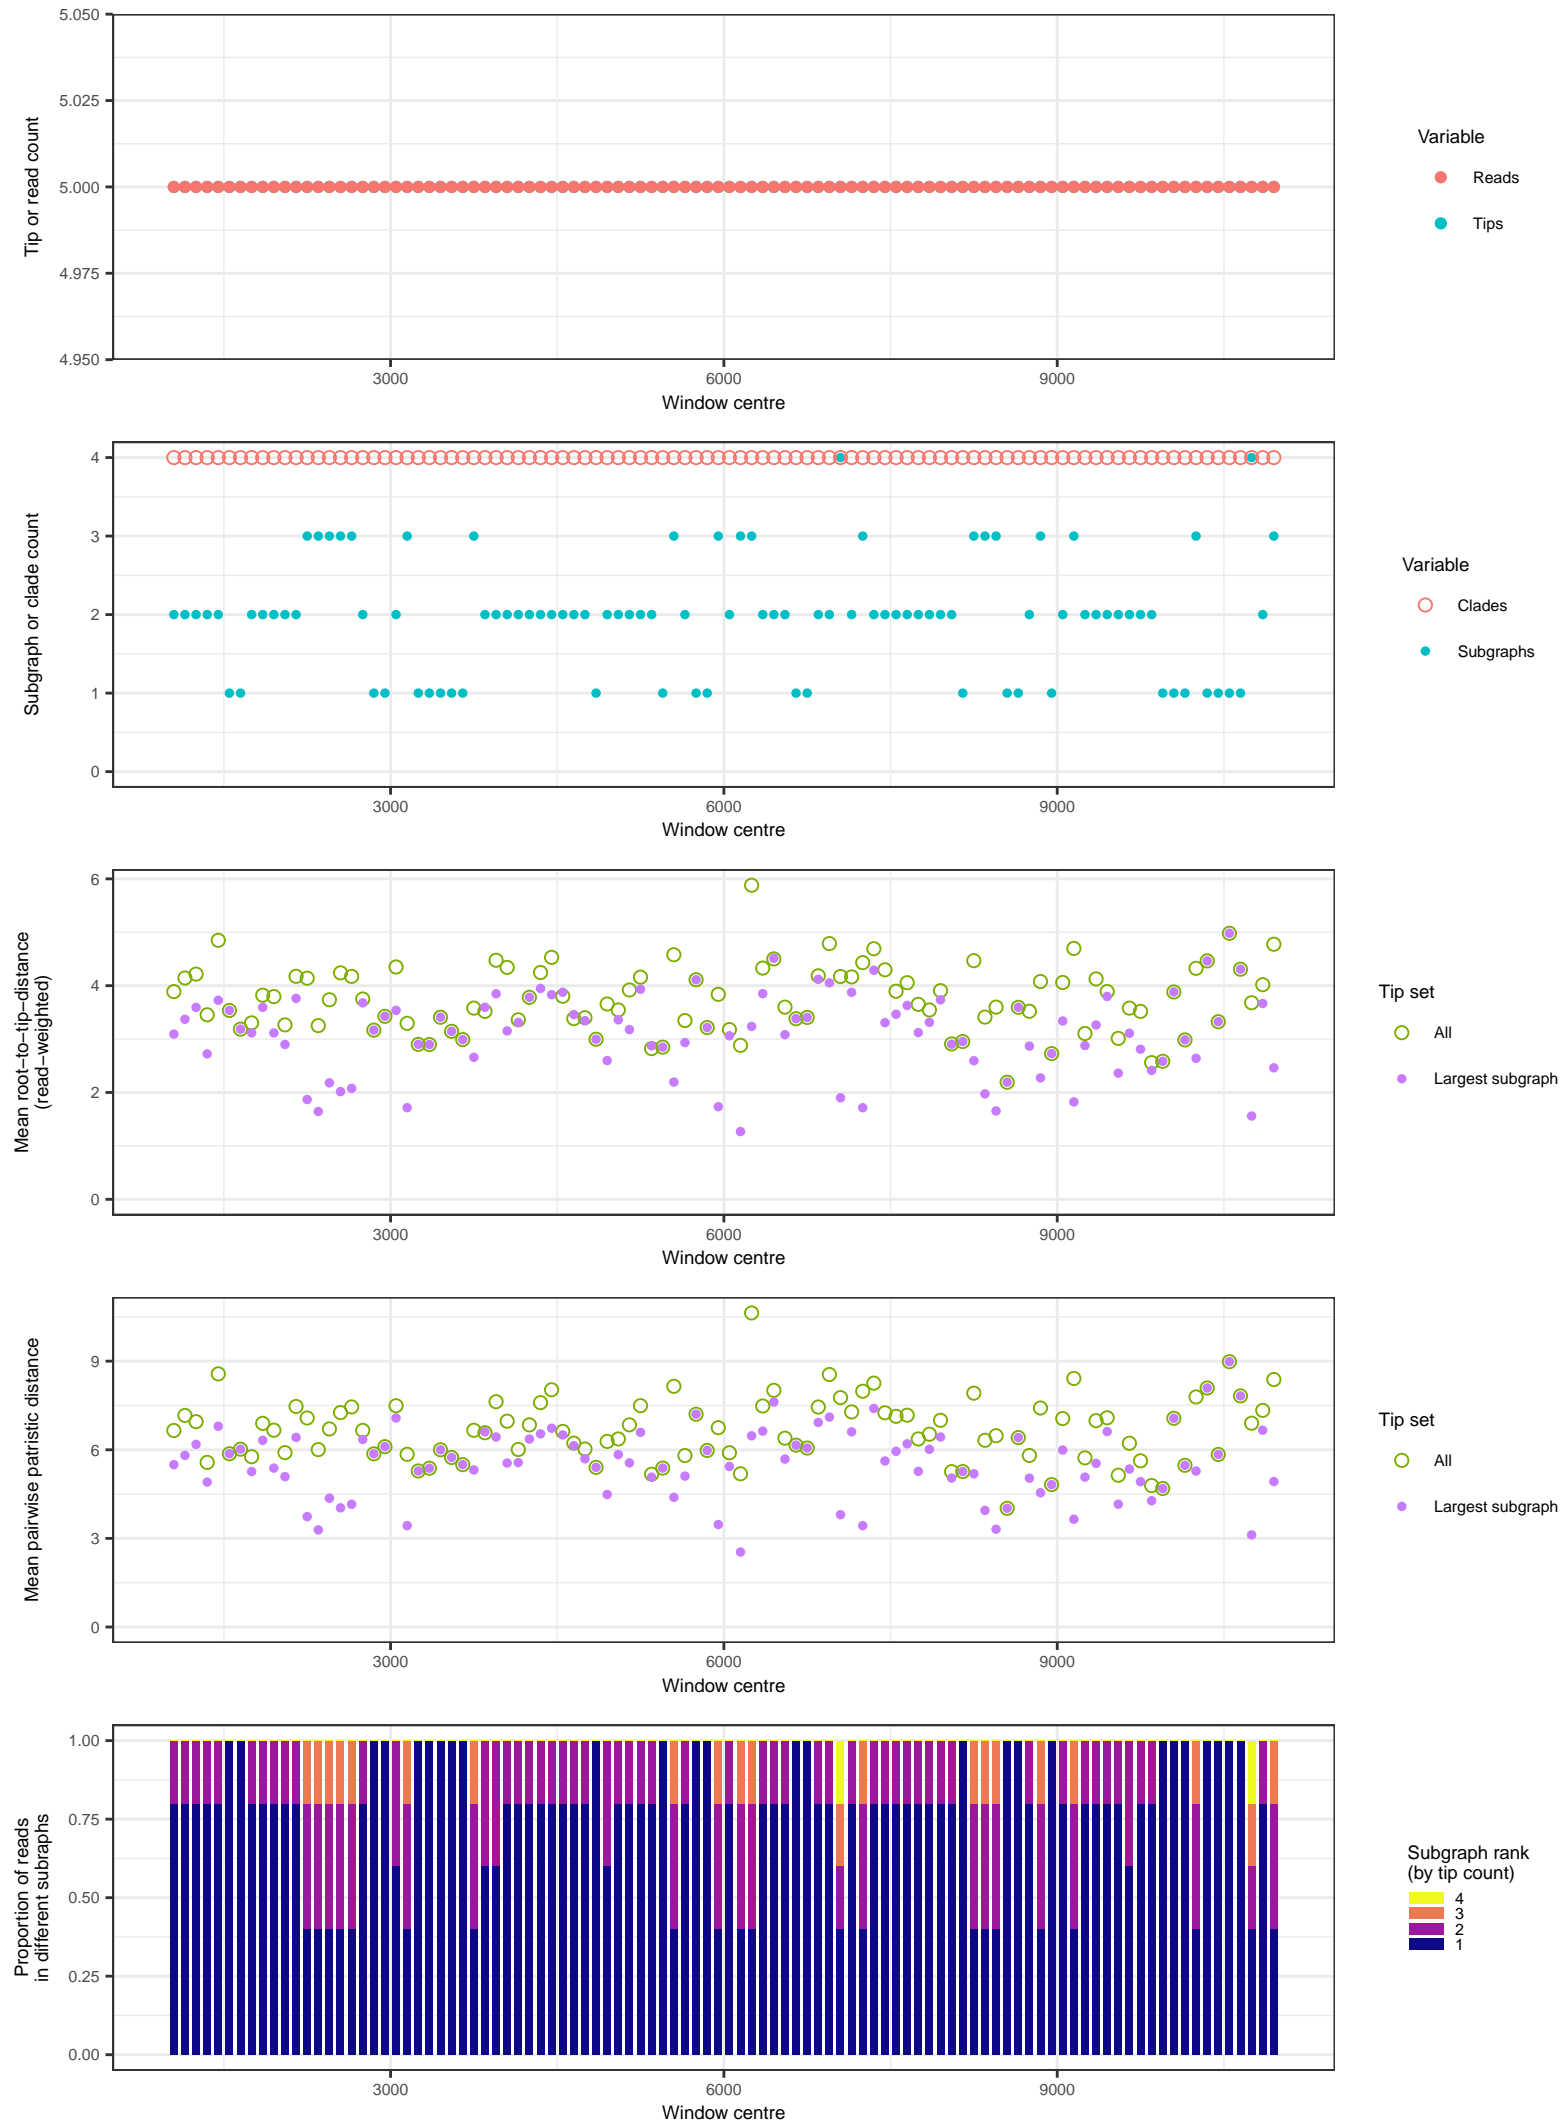 5.050
5.025
5.000
4.975
4.950
Tip or read count
3000 6000 9000
Window centre
Variable
Reads
Tips
4
3
2
1
0
Subgraph or clade count
3000 6000 9000
Window centre
Variable
Clades
Subgraphs
6
4
2
0
Mean root−to−tip−distance
(read−weighted)
3000 6000 9000
Window centre
Tip set
All
Largest subgraph
9
6
3
0
Mean pairwise patristic distance
3000 6000 9000
Window centre
Tip set
All
Largest subgraph
1.00
0.75
0.50
0.25
0.00
Proportion of reads
in different subraphs
3000 6000 9000
Window centre
Subgraph rank
(by tip count)
4
3
2
1